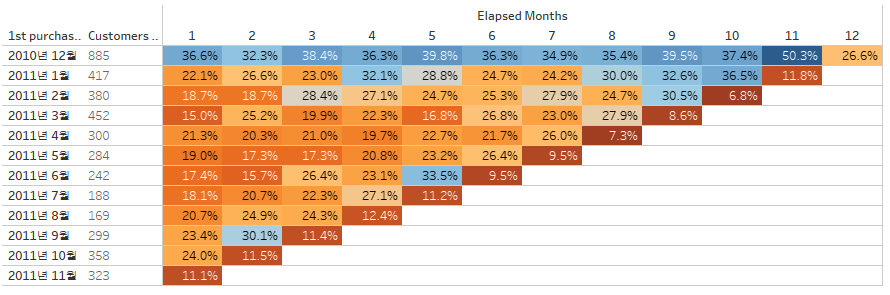 Elapsed Months
1st purchas.. Customers .. 1 2 3 4 5 6 7 8 9 10 11 12
2010년 12월 885 36.6% 32.3% 38.4% 36.3% 39.8% 36.3% 34.9% 35.4% 39.5% 37.4% 50.3% 26.6%
2011년 1월 417 22.1% 26.6% 23.0% 32.1% 28.8% 24.7% 24.2% 30.0% 32.6% 36.5% 11.8%
2011년 2월 380 18.7% 18.7% 28.4% 27.1% 24.7% 25.3% 27.9% 24.7% 30.5% 6.8%
2011년 3월 452 15.0% 25.2% 19.9% 22.3% 16.8% 26.8% 23.0% 27.9% 8.6%
2011년 4월 300 21.3% 20.3% 21.0% 19.7% 22.7% 21.7% 26.0% 7.3%
2011년 5월 284 19.0% 17.3% 17.3% 20.8% 23.2% 26.4% 9.5%
2011년 6월 242 17.4% 15.7% 26.4% 23.1% 33.5% 9.5%
2011년 7월 188 18.1% 20.7% 22.3% 27.1% 11.2%
2011년 8월 169 20.7% 24.9% 24.3% 12.4%
2011년 9월 299 23.4% 30.1% 11.4%
2011년 10월 358 24.0% 11.5%
2011년 11월 323 11.1%